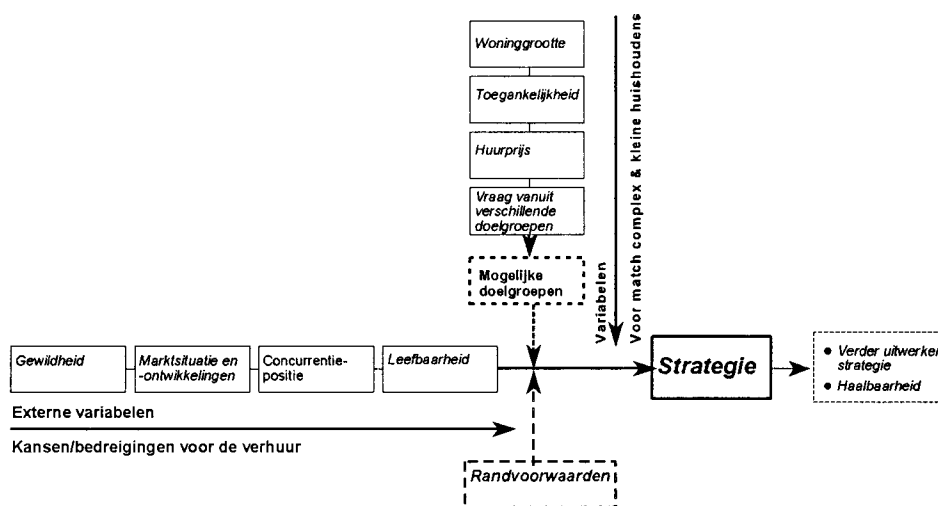 Woninggrootte
Toegankelijkheid
Huurprijs
Vraag vanuit
verschillende
doelgroepen
Mogelijke
doelgroepen
Variabelen
Voor match complex & kleine huishoudens
Gewildheid
Marktsituatie en
-ontwikkelingen
Concurrentie-
positie
Leefbaarheid
Strategie
● Verder uitwerken
strategie
● Haalbaarheid
Externe variabelen
Kansen/bedreigingen voor de verhuur
Randvoorwaarden